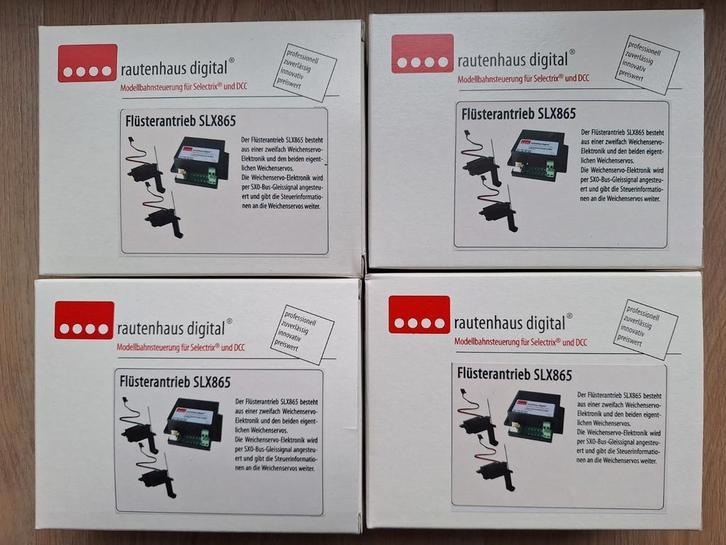 rautenhaus digital®
Modellbahnsteuerung für Selectrix® und DCC
professionell
zuverlässig
innovativ
preiswert
Flüsterantrieb SLX865
Der Flüsterantrieb SLX865 besteht
aus einer zweifach Weichenservo-
Elektronik und den beiden eigent-
lichen Weichenservos.
Die Weichenservo-Elektronik wird
per SX0-Bus-Gleissignal angesteu-
ert und gibt die Steuerinformatio-
nen an die Weichenservos weiter.
rautenhaus digital®
Modellbahnsteuerung für Selectrix® und DCC
professionell
zuverlässig
innovativ
preiswert
Flüsterantrieb SLX865
Der Flüsterantrieb SLX865 besteht
aus einer zweifach Weichenservo-
Elektronik und den beiden eigent-
lichen Weichenservos.
Die Weichenservo-Elektronik wird
per SX0-Bus-Gleissignal angesteu-
ert und gibt die Steuerinformatio-
nen an die Weichenservos weiter.
rautenhaus digital®
Modellbahnsteuerung für Selectrix® und DCC
professionell
zuverlässig
innovativ
preiswert
Flüsterantrieb SLX865
Der Flüsterantrieb SLX865 besteht
aus einer zweifach Weichenservo-
Elektronik und den beiden eigent-
lichen Weichenservos.
Die Weichenservo-Elektronik wird
per SX0-Bus-Gleissignal angesteu-
ert und gibt die Steuerinformatio-
nen an die Weichenservos weiter.
rautenhaus digital®
Modellbahnsteuerung für Selectrix® und DCC
professionell
zuverlässig
innovativ
preiswert
Flüsterantrieb SLX865
Der Flüsterantrieb SLX865 besteht
aus einer zweifach Weichenservo-
Elektronik und den beiden eigent-
lichen Weichenservos.
Die Weichenservo-Elektronik wird
per SX0-Bus-Gleissignal angesteu-
ert und gibt die Steuerinformatio-
nen an die Weichenservos weiter.